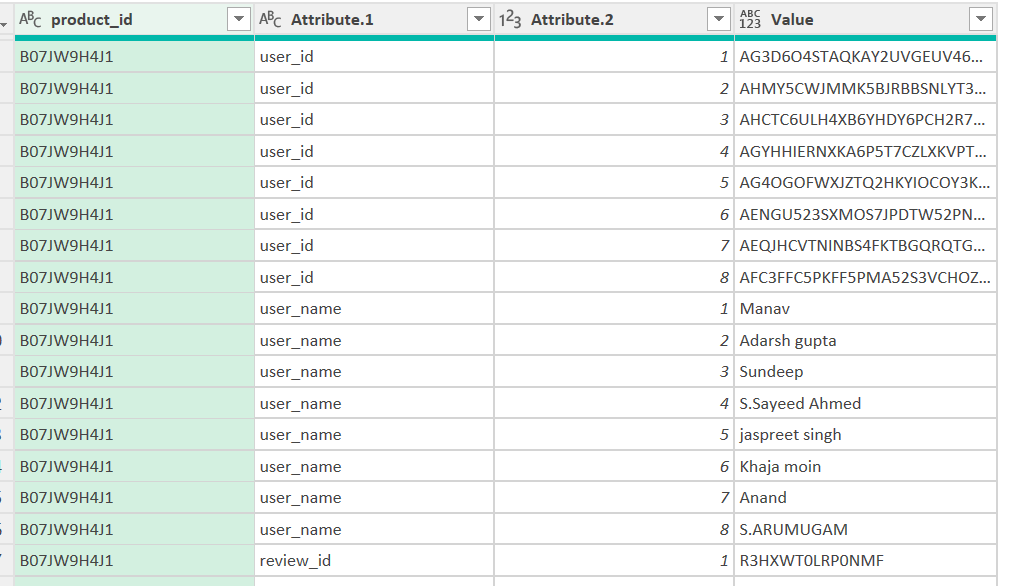 ABC product_id ABC Attribute.1 123 Attribute.2 ABC 123 Value
B07JW9H4J1 user_id 1 AG3D6O4STAQKAY2UVGEUV46...
B07JW9H4J1 user_id 2 AHMY5CWJMMK5BJRBBSNLYT3...
B07JW9H4J1 user_id 3 AHCTC6ULH4XB6YHDY6PCH2R7...
B07JW9H4J1 user_id 4 AGYHHIERNXKA6P5T7CZLXKVPT...
B07JW9H4J1 user_id 5 AG4OGOFWXJZTQ2HKYIOCOY3K...
B07JW9H4J1 user_id 6 AENGU523SXMOS7JPDTW52PN...
B07JW9H4J1 user_id 7 AEQJHCVTNINBS4FKTBGQRQTG...
B07JW9H4J1 user_id 8 AFC3FFC5PKFF5PMA52S3VCHOZ...
B07JW9H4J1 user_name 1 Manav
B07JW9H4J1 user_name 2 Adarsh gupta
B07JW9H4J1 user_name 3 Sundeep
B07JW9H4J1 user_name 4 S.Sayeed Ahmed
B07JW9H4J1 user_name 5 jaspreet singh
B07JW9H4J1 user_name 6 Khaja moin
B07JW9H4J1 user_name 7 Anand
B07JW9H4J1 user_name 8 S.ARUMUGAM
B07JW9H4J1 review_id 1 R3HXWT0LRP0NMF